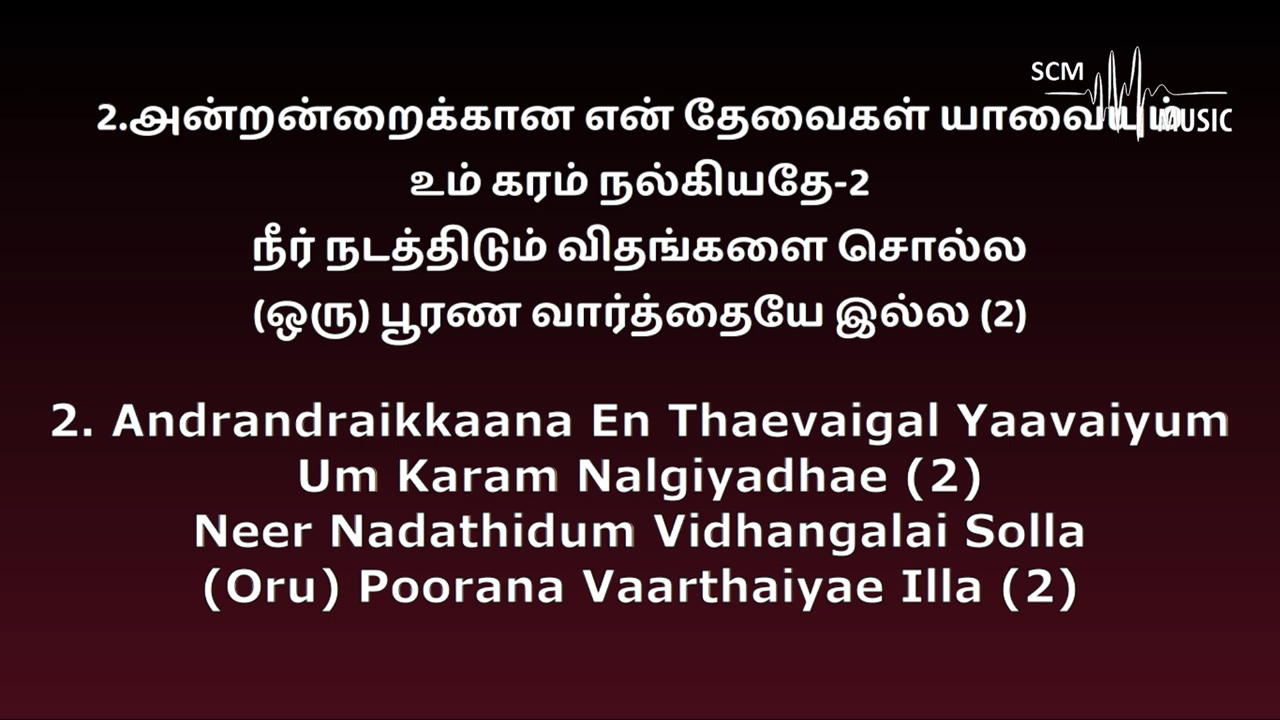 SCM
MUSIC
2.அன்றன்றைக்கான என் தேவைகள் யாவையும்
உம் கரம் நல்கியதே-2
நீர் நடத்திடும் விதங்களை சொல்ல
(ஒரு) பூரண வார்த்தையே இல்ல (2)
2. Andrandraikkaana En Thaevaigal Yaavaiyum
Um Karam Nalgiyadhae (2)
Neer Nadathidum Vidhangalai Solla
(Oru) Poorana Vaarthaiyae Illa (2)